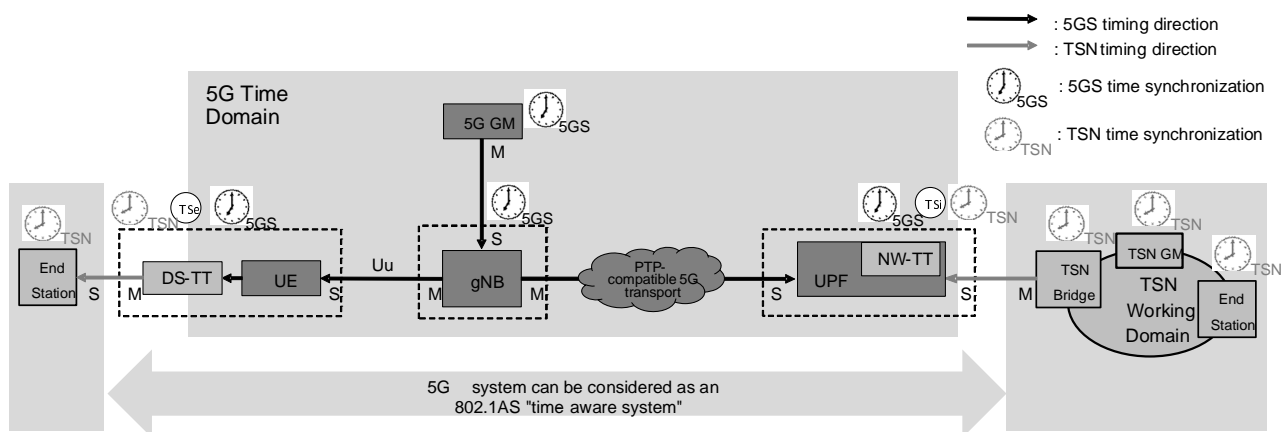 : 5GS timing direction
: TSN timing direction
5GS : 5GS time synchronization
TSN : TSN time synchronization
5G Time
Domain
5G GM
5GS
M
5GS
S
TSN TSe 5GS
5GS TSi TSN
TSN
TSN
TSN
TSN
End
Station
S
M
DS-TT
UE
S
Uu
M
gNB
M
PTP-
compatible 5G
transport
S
UPF
NW-TT
S
M
TSN
Bridge
TSN GM
TSN
Working
Domain
End
Station
5G system can be considered as an
802.1AS "time aware system"